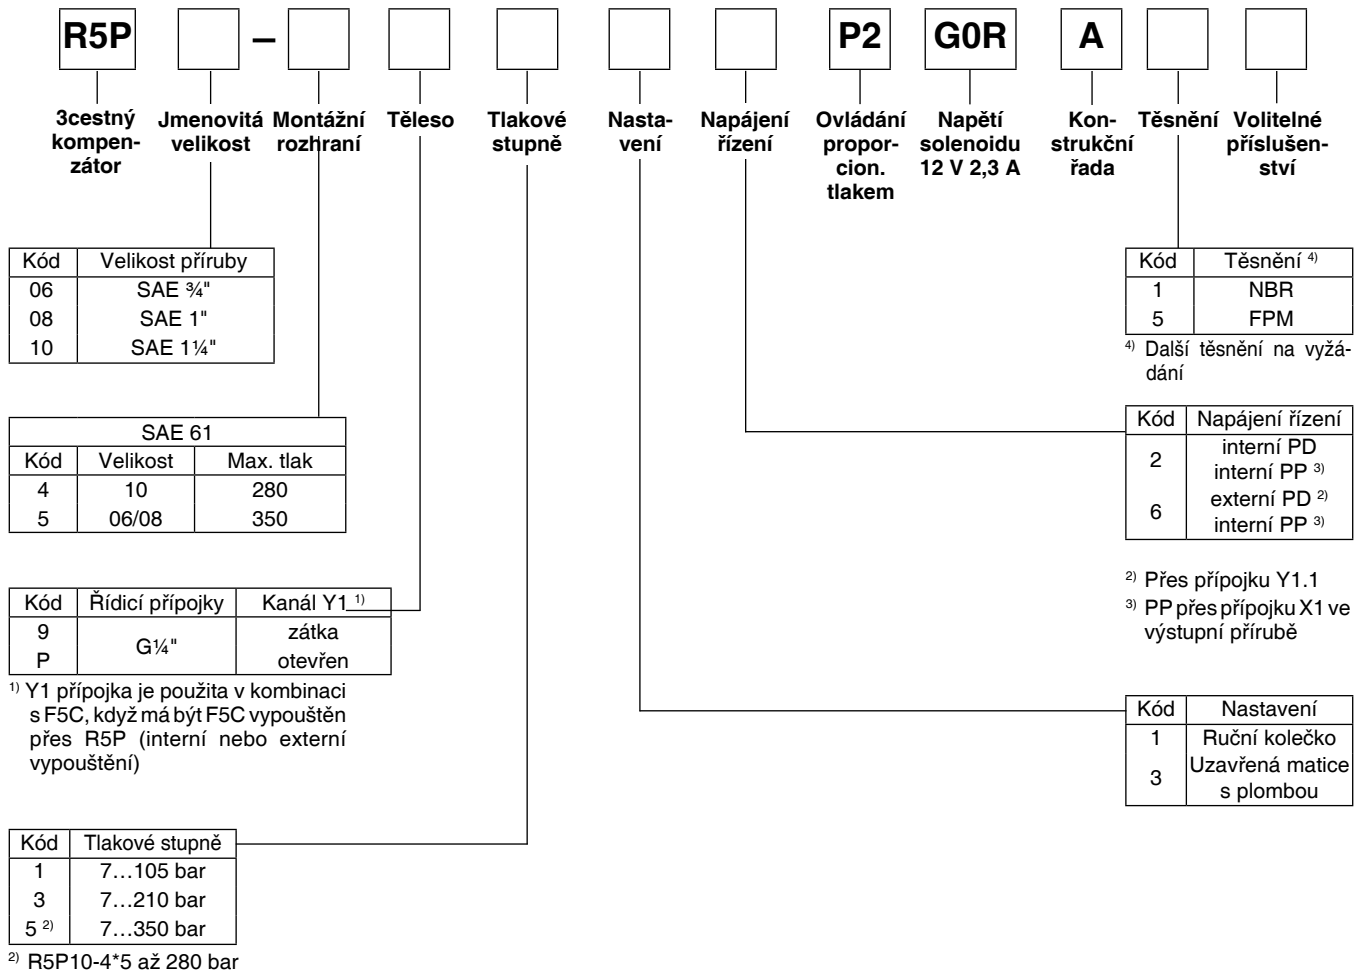 R5P – P2 G0R A
3cestný kompen- zátor
Jmenovitá velikost
Montážní rozhraní
Těleso
Tlakové stupně
Nasta- vení
Napájení řízení
Ovládání propor- cion. tlakem
Napětí solenoidu 12 V 2,3 A
Kon- strukční řada
Těsnění
Volitelné příslušen- ství
Kód Velikost příruby
06 SAE ¾"
08 SAE 1"
10 SAE 1¼"
SAE 61
Kód Velikost Max. tlak
4 10 280
5 06/08 350
Kód Řídicí přípojky Kanál Y1 1)
9 G¼" zátka
P otevřen
1) Y1 přípojka je použita v kombinaci
s F5C, když má být F5C vypouštěn
přes R5P (interní nebo externí
vypouštění)
Kód Tlakové stupně
1 7…105 bar
3 7…210 bar
5 2) 7…350 bar
2) R5P10-4*5 až 280 bar
Kód Těsnění 4)
1 NBR
5 FPM
4) Další těsnění na vyžá-
dání
Kód Napájení řízení
2 interní PD
interní PP 3)
6 externí PD 2)
interní PP 3)
2) Přes přípojku Y1.1
3) PP přes přípojku X1 ve
výstupní přírubě
Kód Nastavení
1 Ruční kolečko
3 Uzavřená matice
s plombou